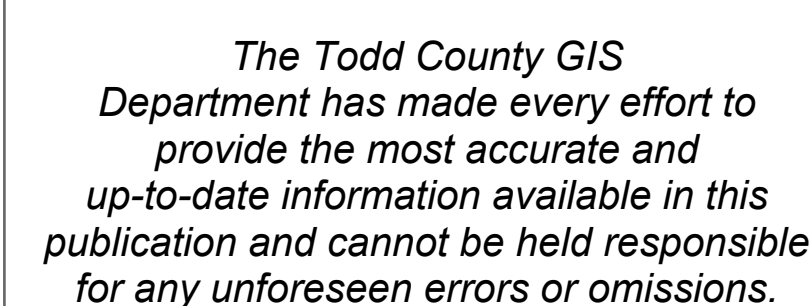 The Todd County GIS
Department has made every effort to
provide the most accurate and
up-to-date information available in this
publication and cannot be held responsible
for any unforeseen errors or omissions.